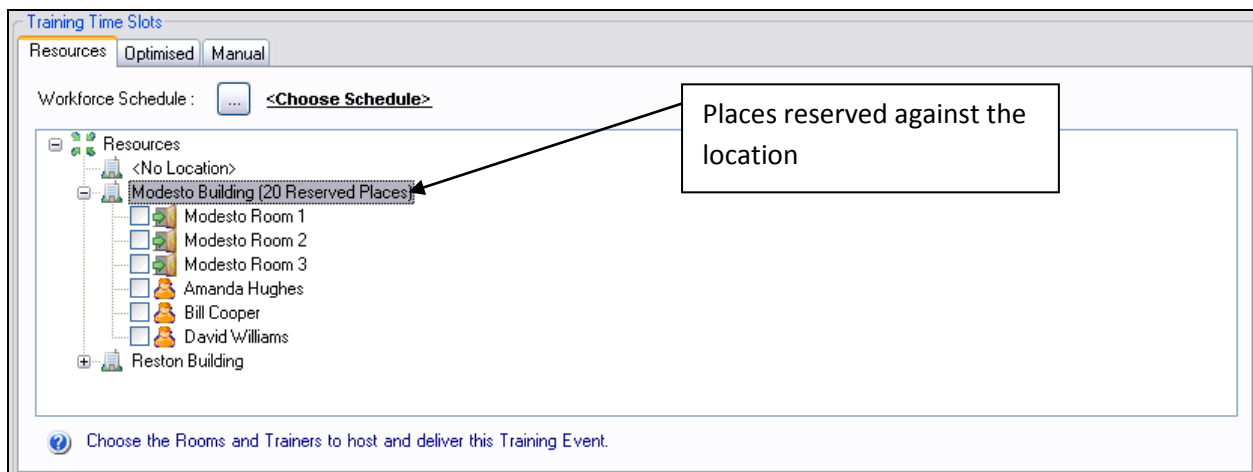 Training Time Slots
Resources Optimised Manual
Workforce Schedule : ... <Choose Schedule>
Places reserved against the
location
Resources
<No Location>
Modesto Building (20 Reserved Places)
Modesto Room 1
Modesto Room 2
Modesto Room 3
Amanda Hughes
Bill Cooper
David Williams
Reston Building
Choose the Rooms and Trainers to host and deliver this Training Event.